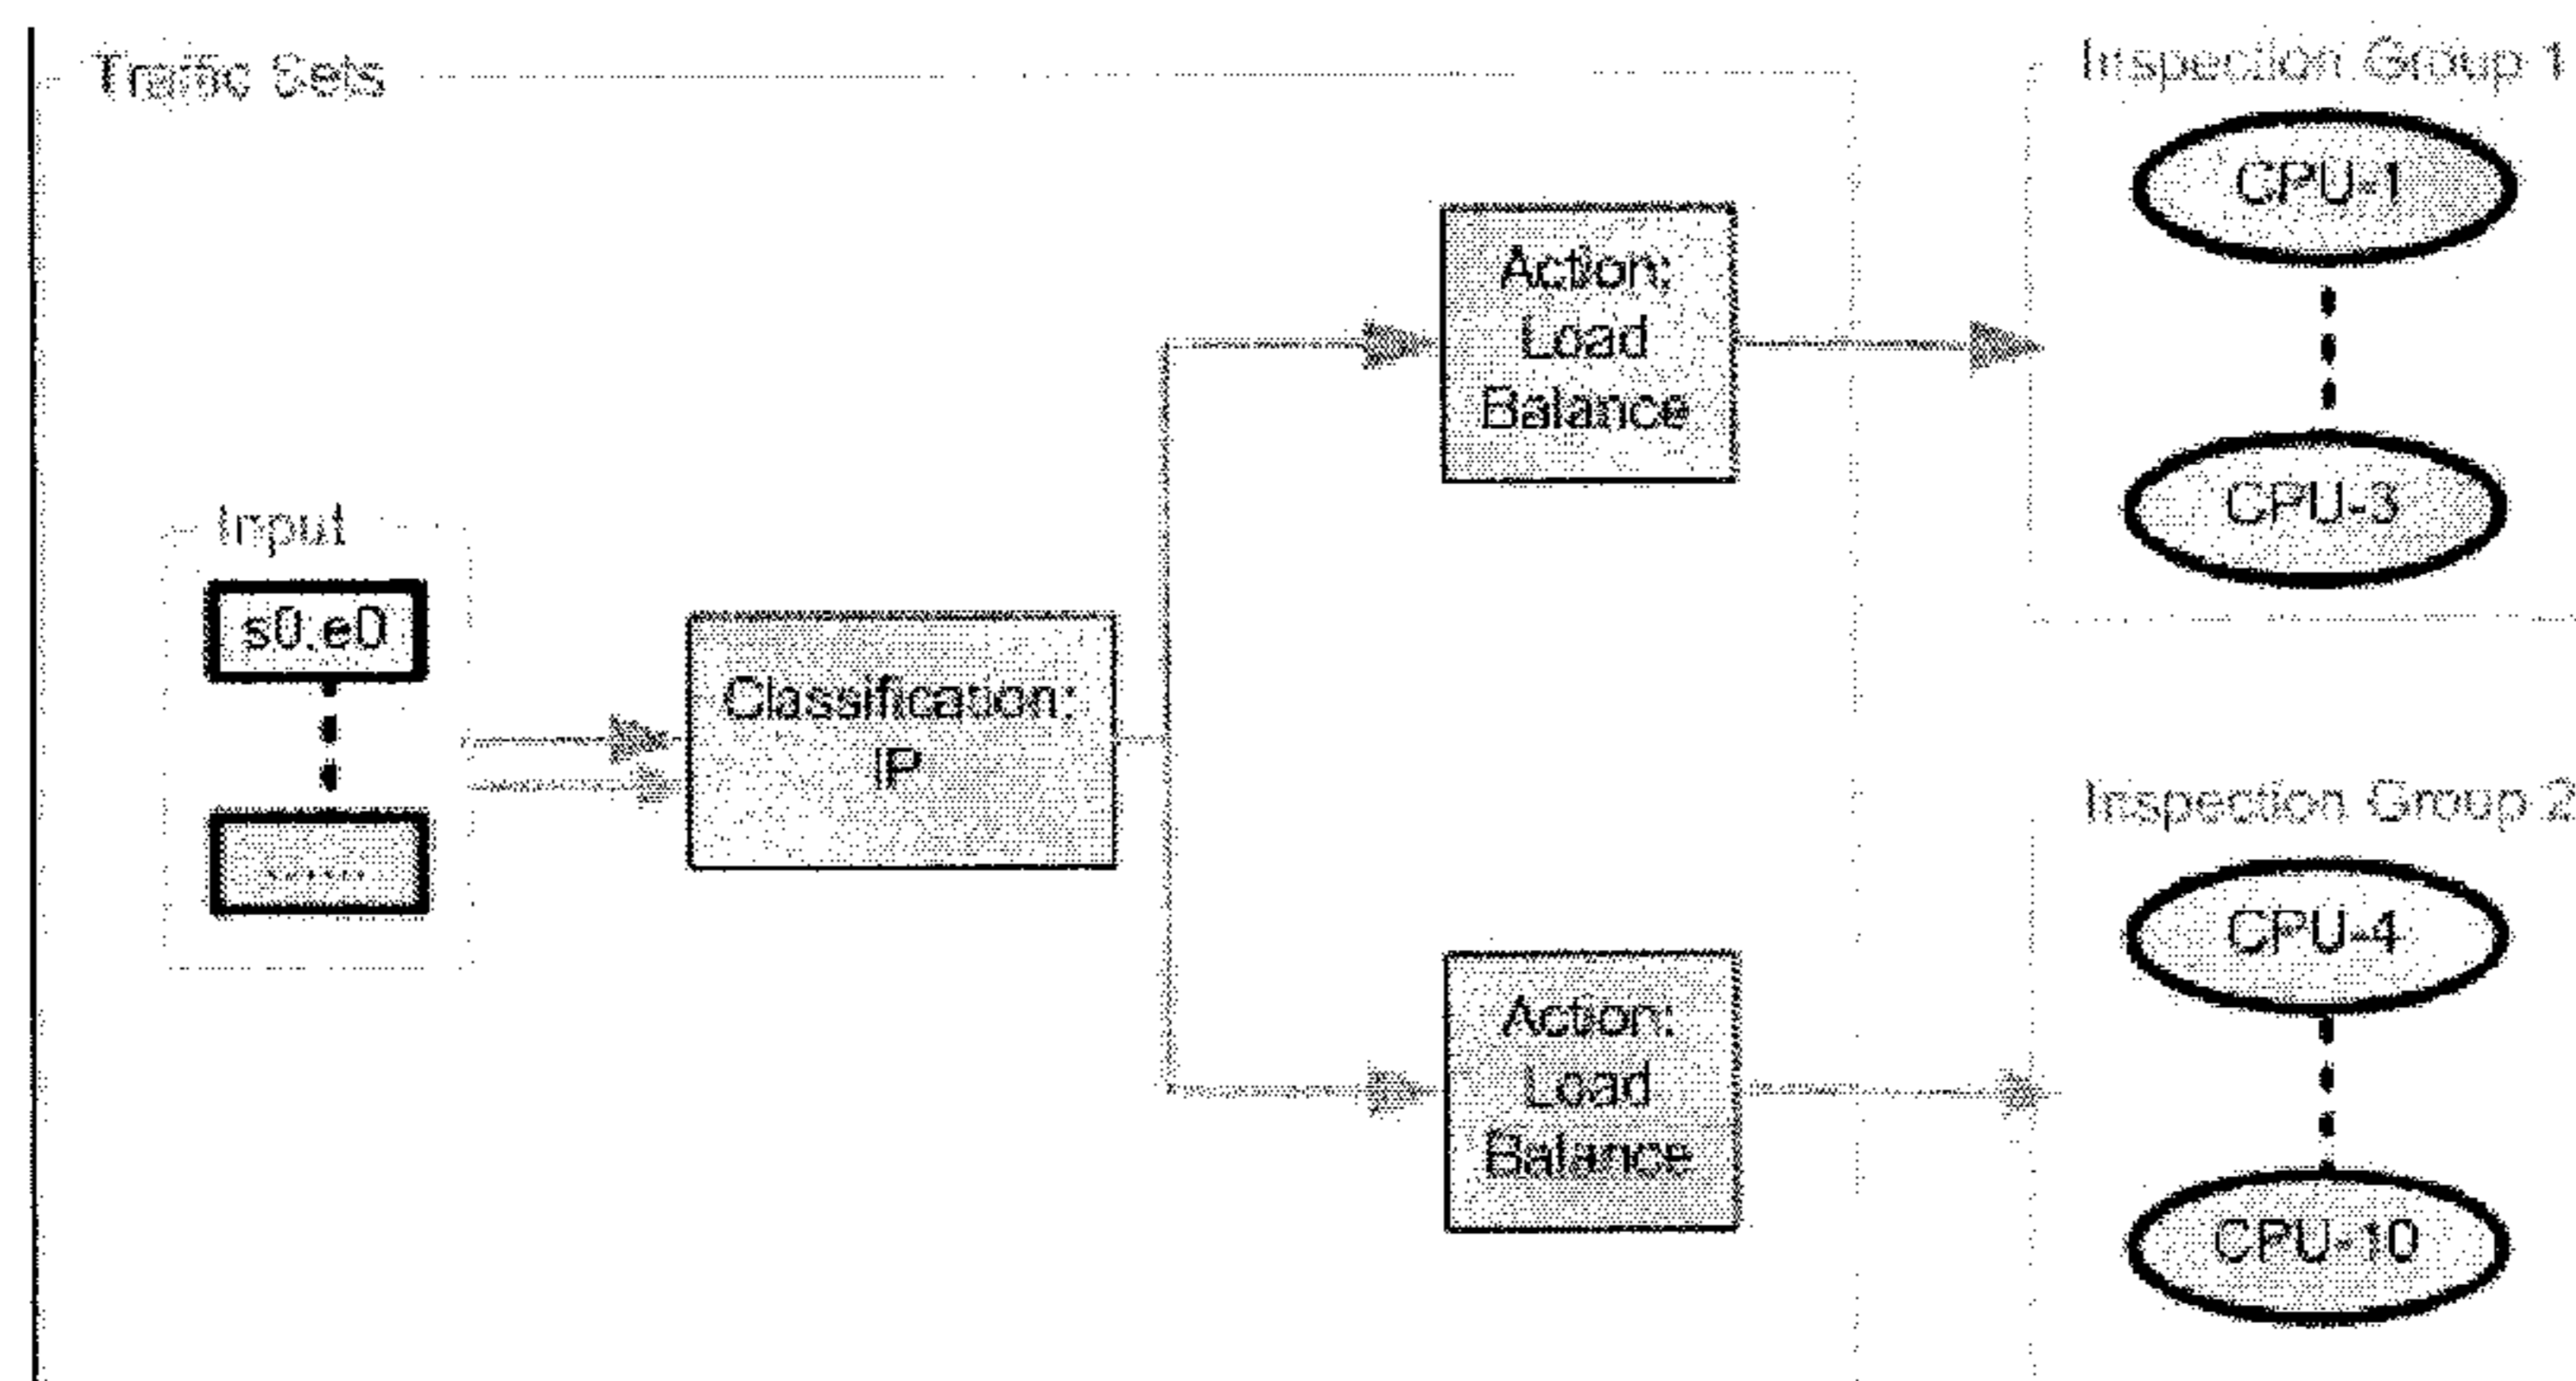 Traffic Sets
Inspection Group 1
CPU-1
Action:
Load
Balance
CPU-3
Input
s0.e0
Classification:
IP
......
Inspection Group 2
CPU-4
Action:
Load
Balance
CPU-10